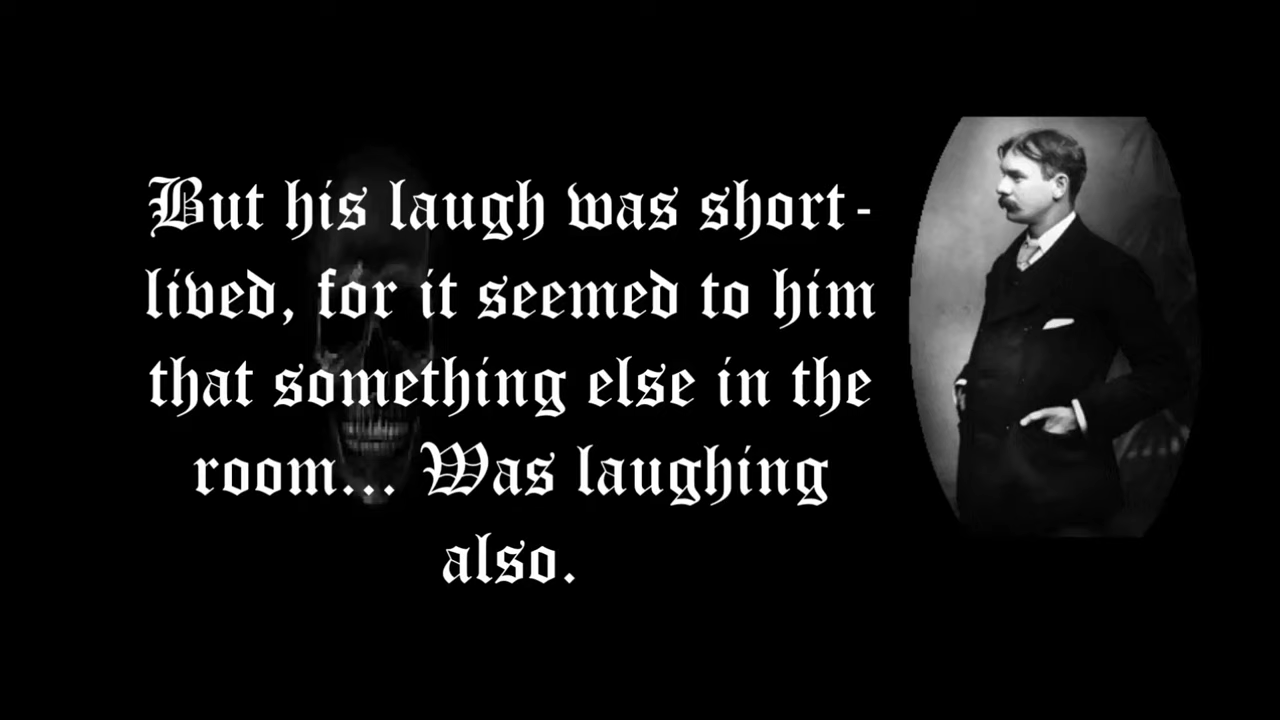 But his laugh was short-
lived, for it seemed to him
that something else in the
room... Was laughing
also.